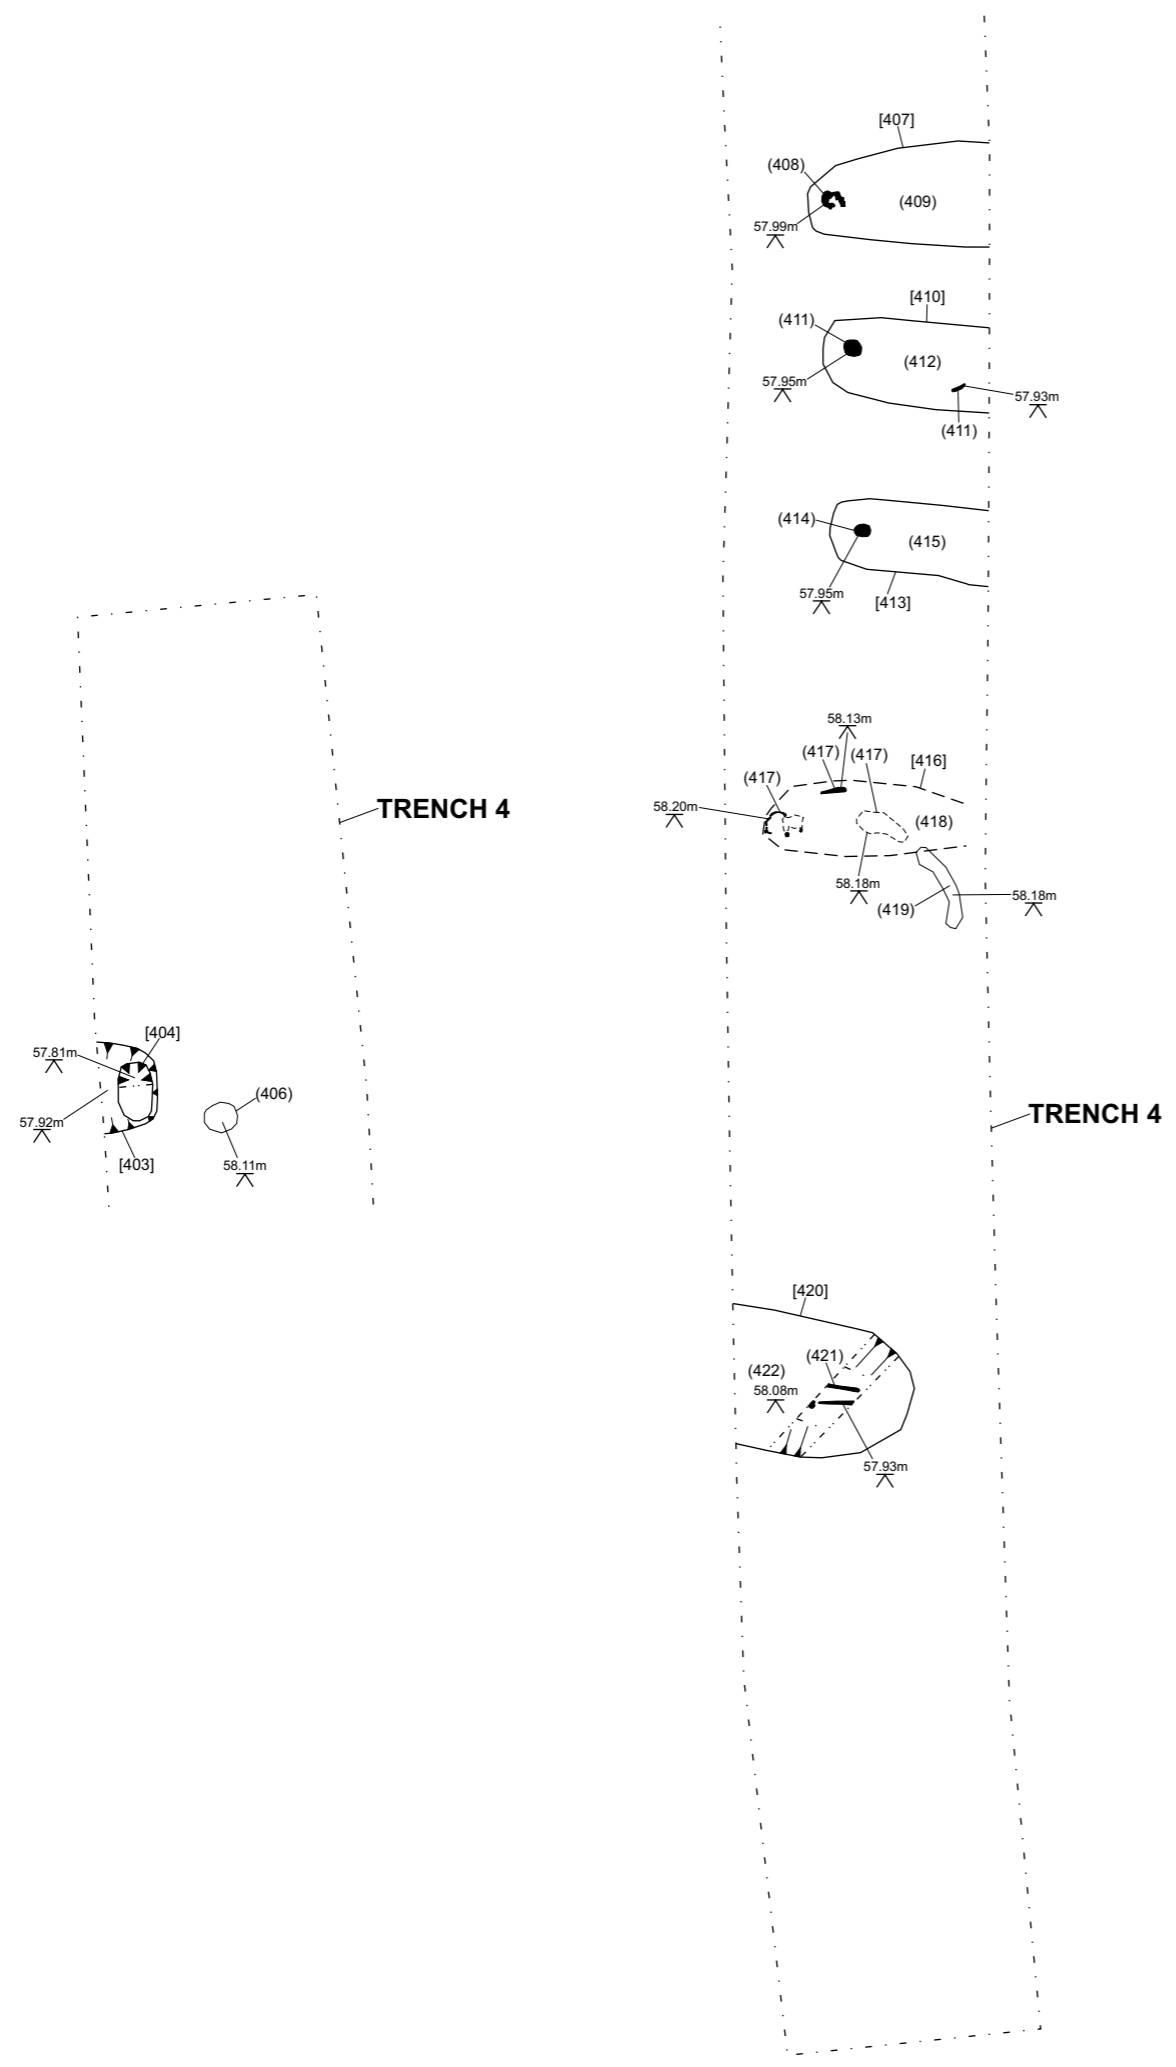 [407]
(408)
(409)
57.99m
[410]
(411)
(412)
57.95m
57.93m
(411)
(414)
(415)
57.95m
[413]
58.13m
(417)
(417)
[416]
(417)
58.20m
(418)
58.18m
(419)
58.18m
TRENCH 4
[404]
57.81m
(406)
57.92m
[403]
58.11m
TRENCH 4
[420]
(421)
(422)
58.08m
57.93m